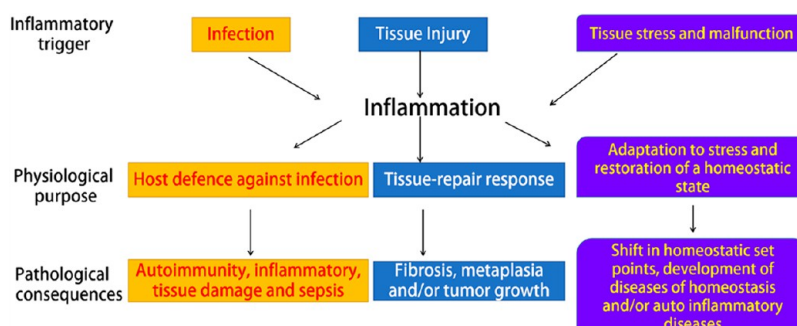 Inflammatory
trigger
Infection
Tissue Injury
Tissue stress and malfunction
Inflammation
Physiological
purpose
Host defence against infection
Tissue-repair response
Adaptation to stress and
restoration of a homeostatic
state
Pathological
consequences
Autoimmunity, inflammatory,
tissue damage and sepsis
Fibrosis, metaplasia
and/or tumor growth
Shift in homeostatic set
points, development of
diseases of homeostasis
and/or auto inflammatory
diseases